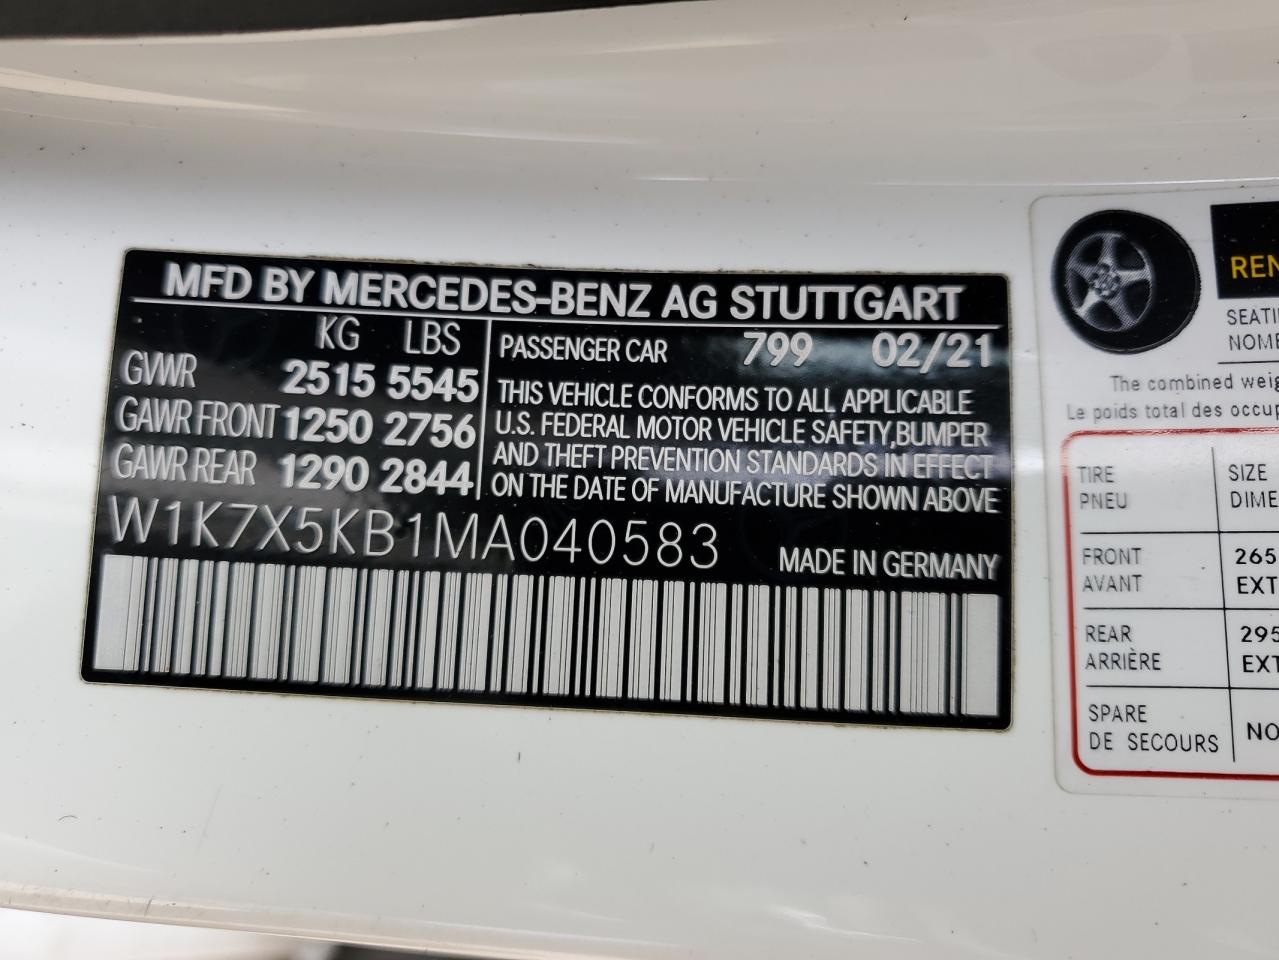 MFD BY MERCEDES-BENZ AG STUTTGART
KG LBS
GVWR 2515 5545
GAWR FRONT 1250 2756
GAWR REAR 1290 2844
PASSENGER CAR 799 02/21
THIS VEHICLE CONFORMS TO ALL APPLICABLE
U.S. FEDERAL MOTOR VEHICLE SAFETY,BUMPER
AND THEFT PREVENTION STANDARDS IN EFFECT
ON THE DATE OF MANUFACTURE SHOWN ABOVE
W1K7X5KB1MA040583
MADE IN GERMANY
REN
SEATI
NOME
The combined weig
Le poids total des occup
TIRE SIZE
PNEU DIME
FRONT 265
AVANT EXT
REAR 295
ARRIÈRE EXT
SPARE
DE SECOURS NO